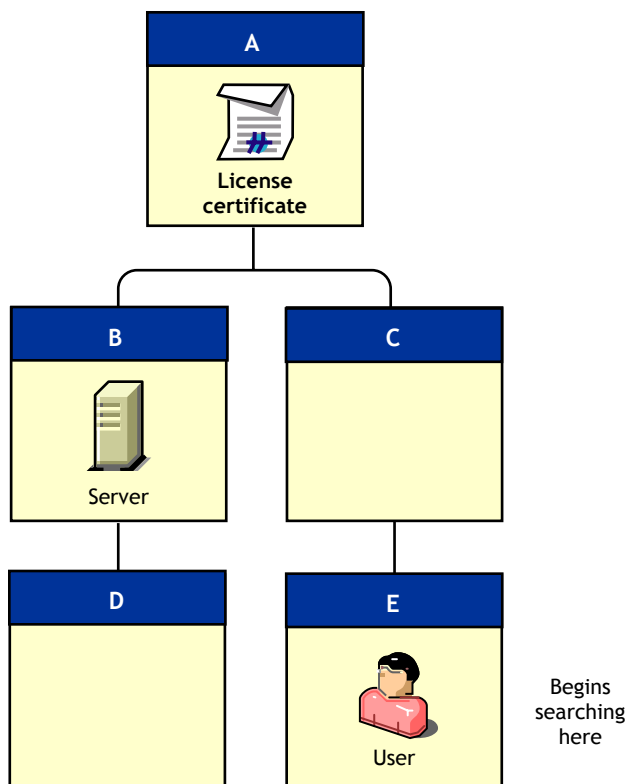 A
License
certificate
B
C
Server
D
E
User
Begins
searching
here